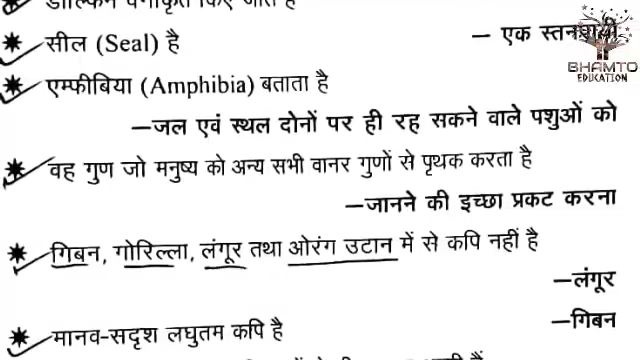 सील (Seal) है
— एक स्तनधारी
BHAMTO
EDUCATION
एम्फीबिया (Amphibia) बताता है
—जल एवं स्थल दोनों पर ही रह सकने वाले पशुओं को
वह गुण जो मनुष्य को अन्य सभी वानर गुणों से पृथक करता है
—जानने की इच्छा प्रकट करना
गिबन, गोरिल्ला, लंगूर तथा ओरंग उटान में से कपि नहीं है
—लंगूर
—गिबन
मानव-सदृश लघुतम कपि है